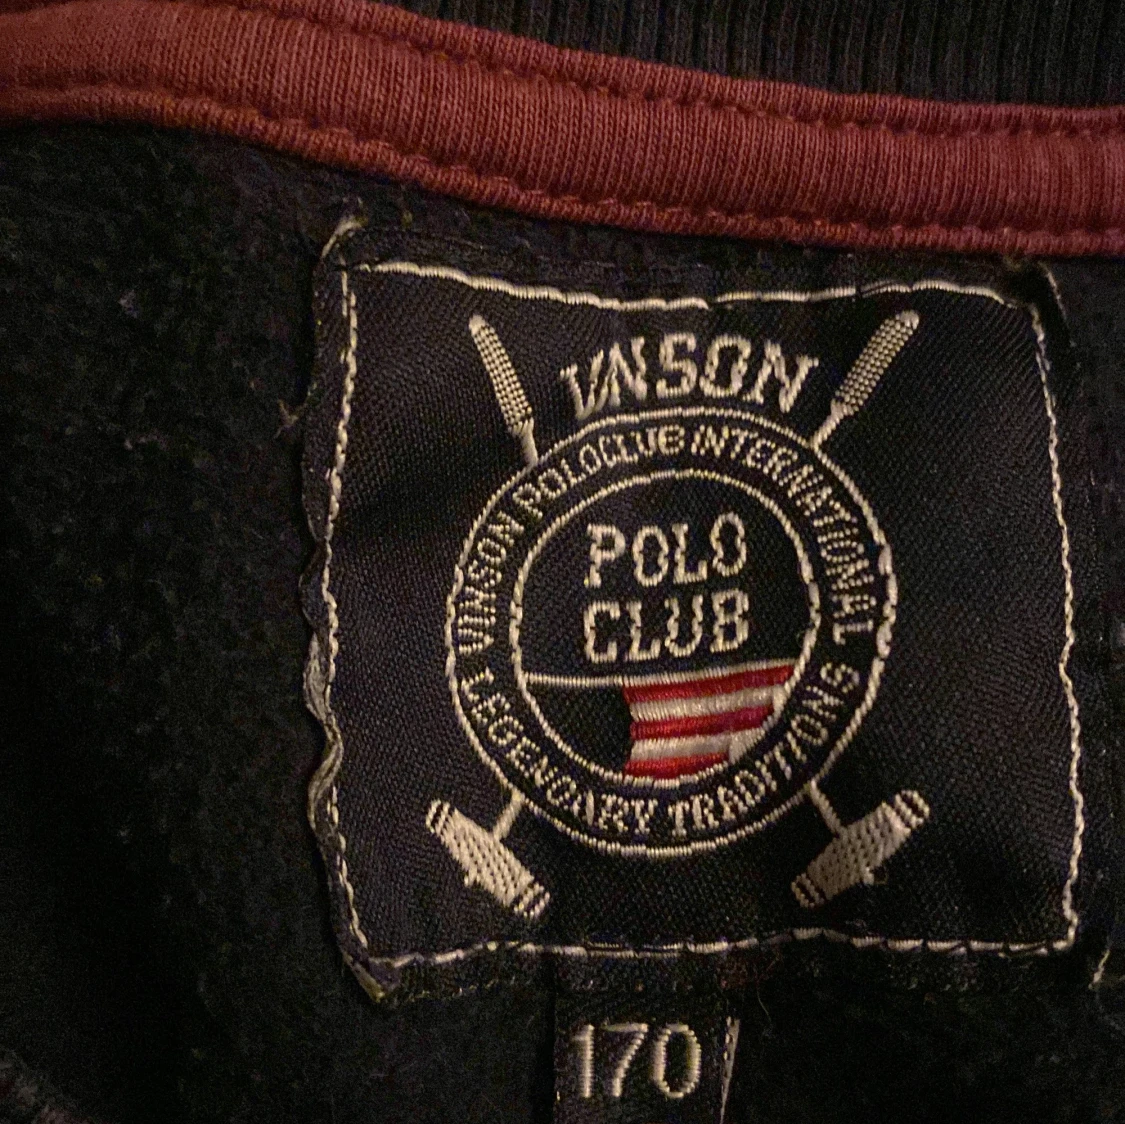 VINSON
VINSON POLOCLUB INTERNATIONAL
POLO
CLUB
LEGENDARY TRADITIONS
170